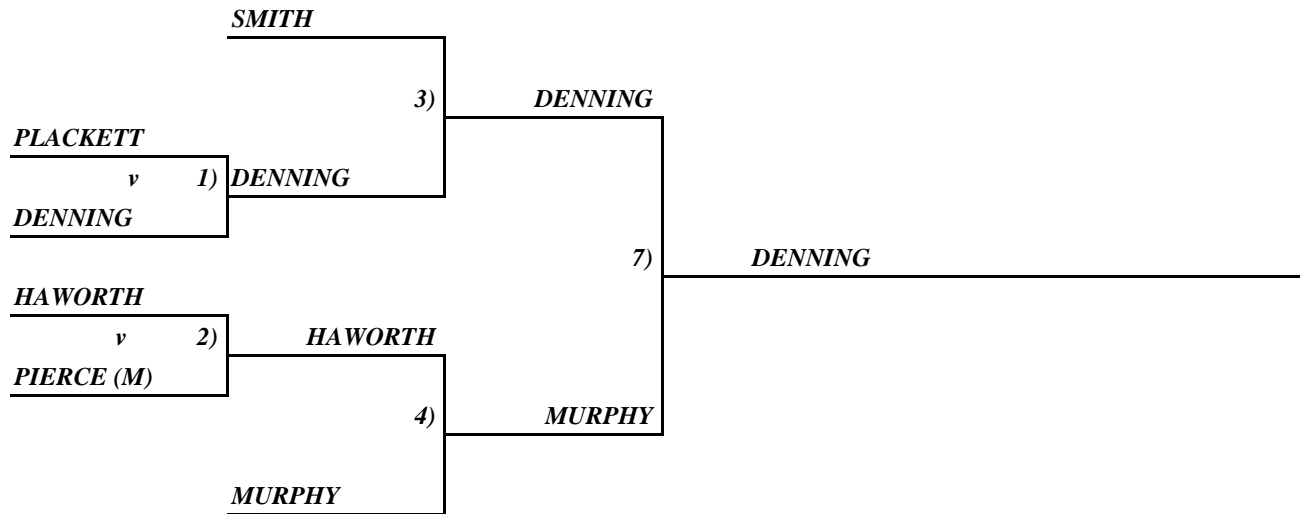 SMITH
3) DENNING
PLACKETT
v 1) DENNING
DENNING
7) DENNING
HAWORTH
v 2) HAWORTH
PIERCE (M)
4) MURPHY
MURPHY